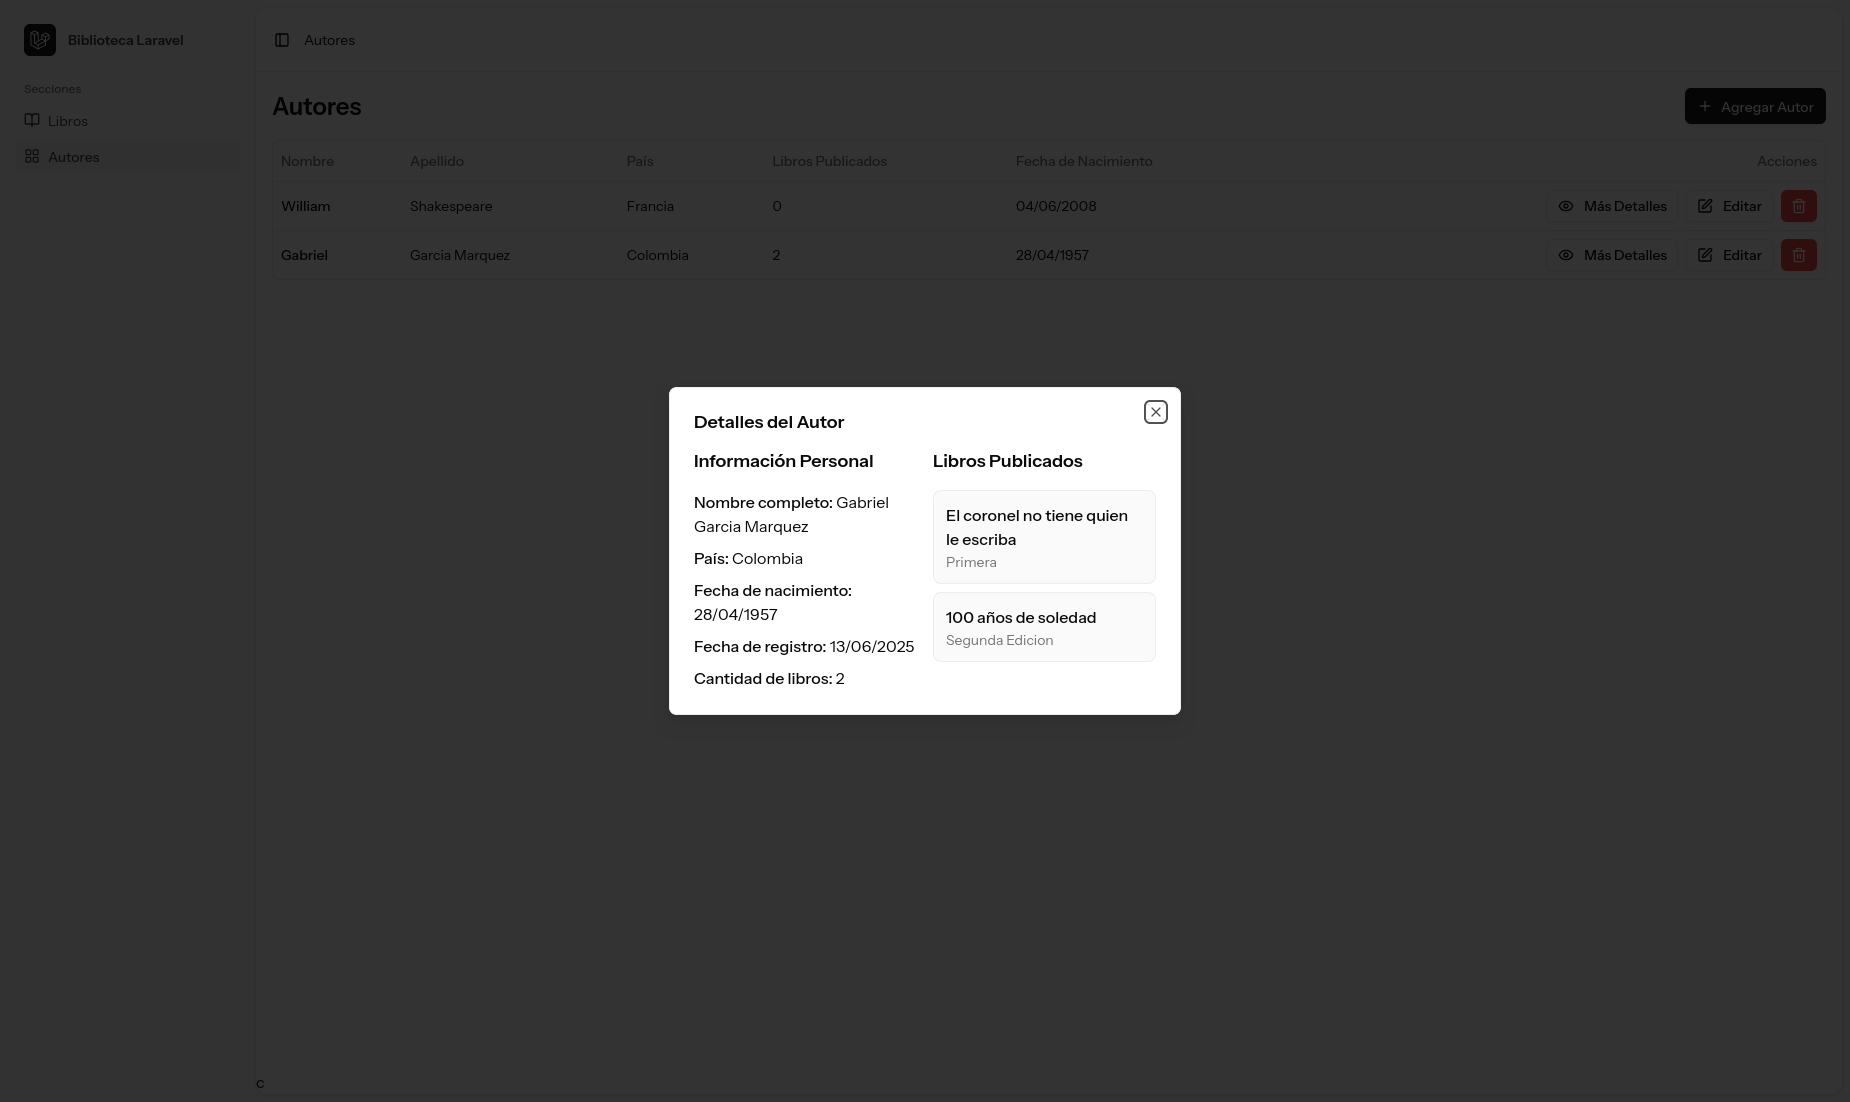 Biblioteca Laravel
Secciones
Libros
Autores
Autores
Autores
Agregar Autor
Nombre Apellido País Libros Publicados Fecha de Nacimiento Acciones
William Shakespeare Francia 0 04/06/2008 Más Detalles Editar
Gabriel Garcia Marquez Colombia 2 28/04/1957 Más Detalles Editar
Detalles del Autor
Información Personal
Nombre completo: Gabriel
Garcia Marquez
País: Colombia
Fecha de nacimiento:
28/04/1957
Fecha de registro: 13/06/2025
Cantidad de libros: 2
Libros Publicados
El coronel no tiene quien
le escriba
Primera
100 años de soledad
Segunda Edicion
c